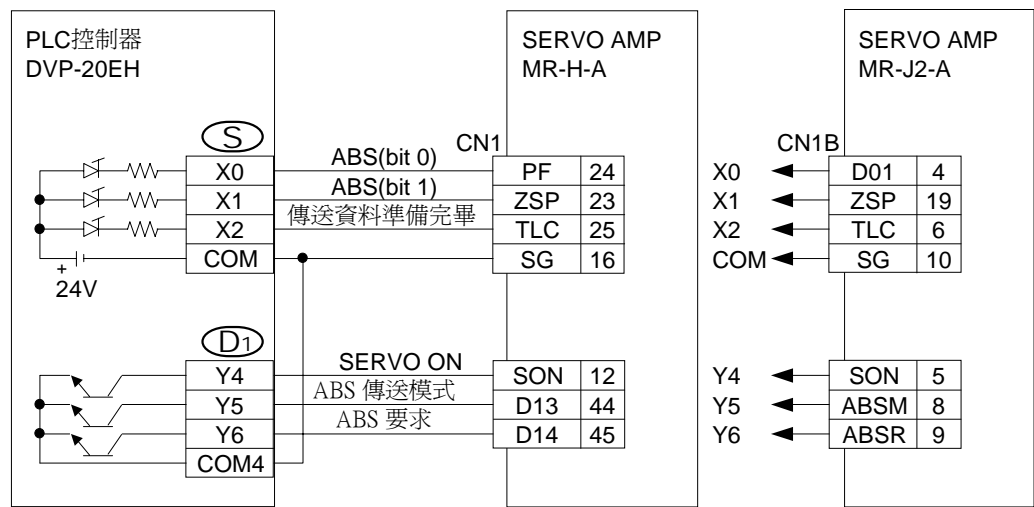 PLC控制器
DVP-20EH
SERVO AMP
MR-H-A
SERVO AMP
MR-J2-A
S
CN1
CN1B
X0 ABS(bit 0) PF 24
X1 ABS(bit 1) ZSP 23
X2 傳送資料準備完畢 TLC 25
COM SG 16
+
24V
X0 D01 4
X1 ZSP 19
X2 TLC 6
COM SG 10
D1
Y4 SERVO ON SON 12
Y5 ABS 傳送模式 D13 44
Y6 ABS 要求 D14 45
COM4
Y4 SON 5
Y5 ABSM 8
Y6 ABSR 9